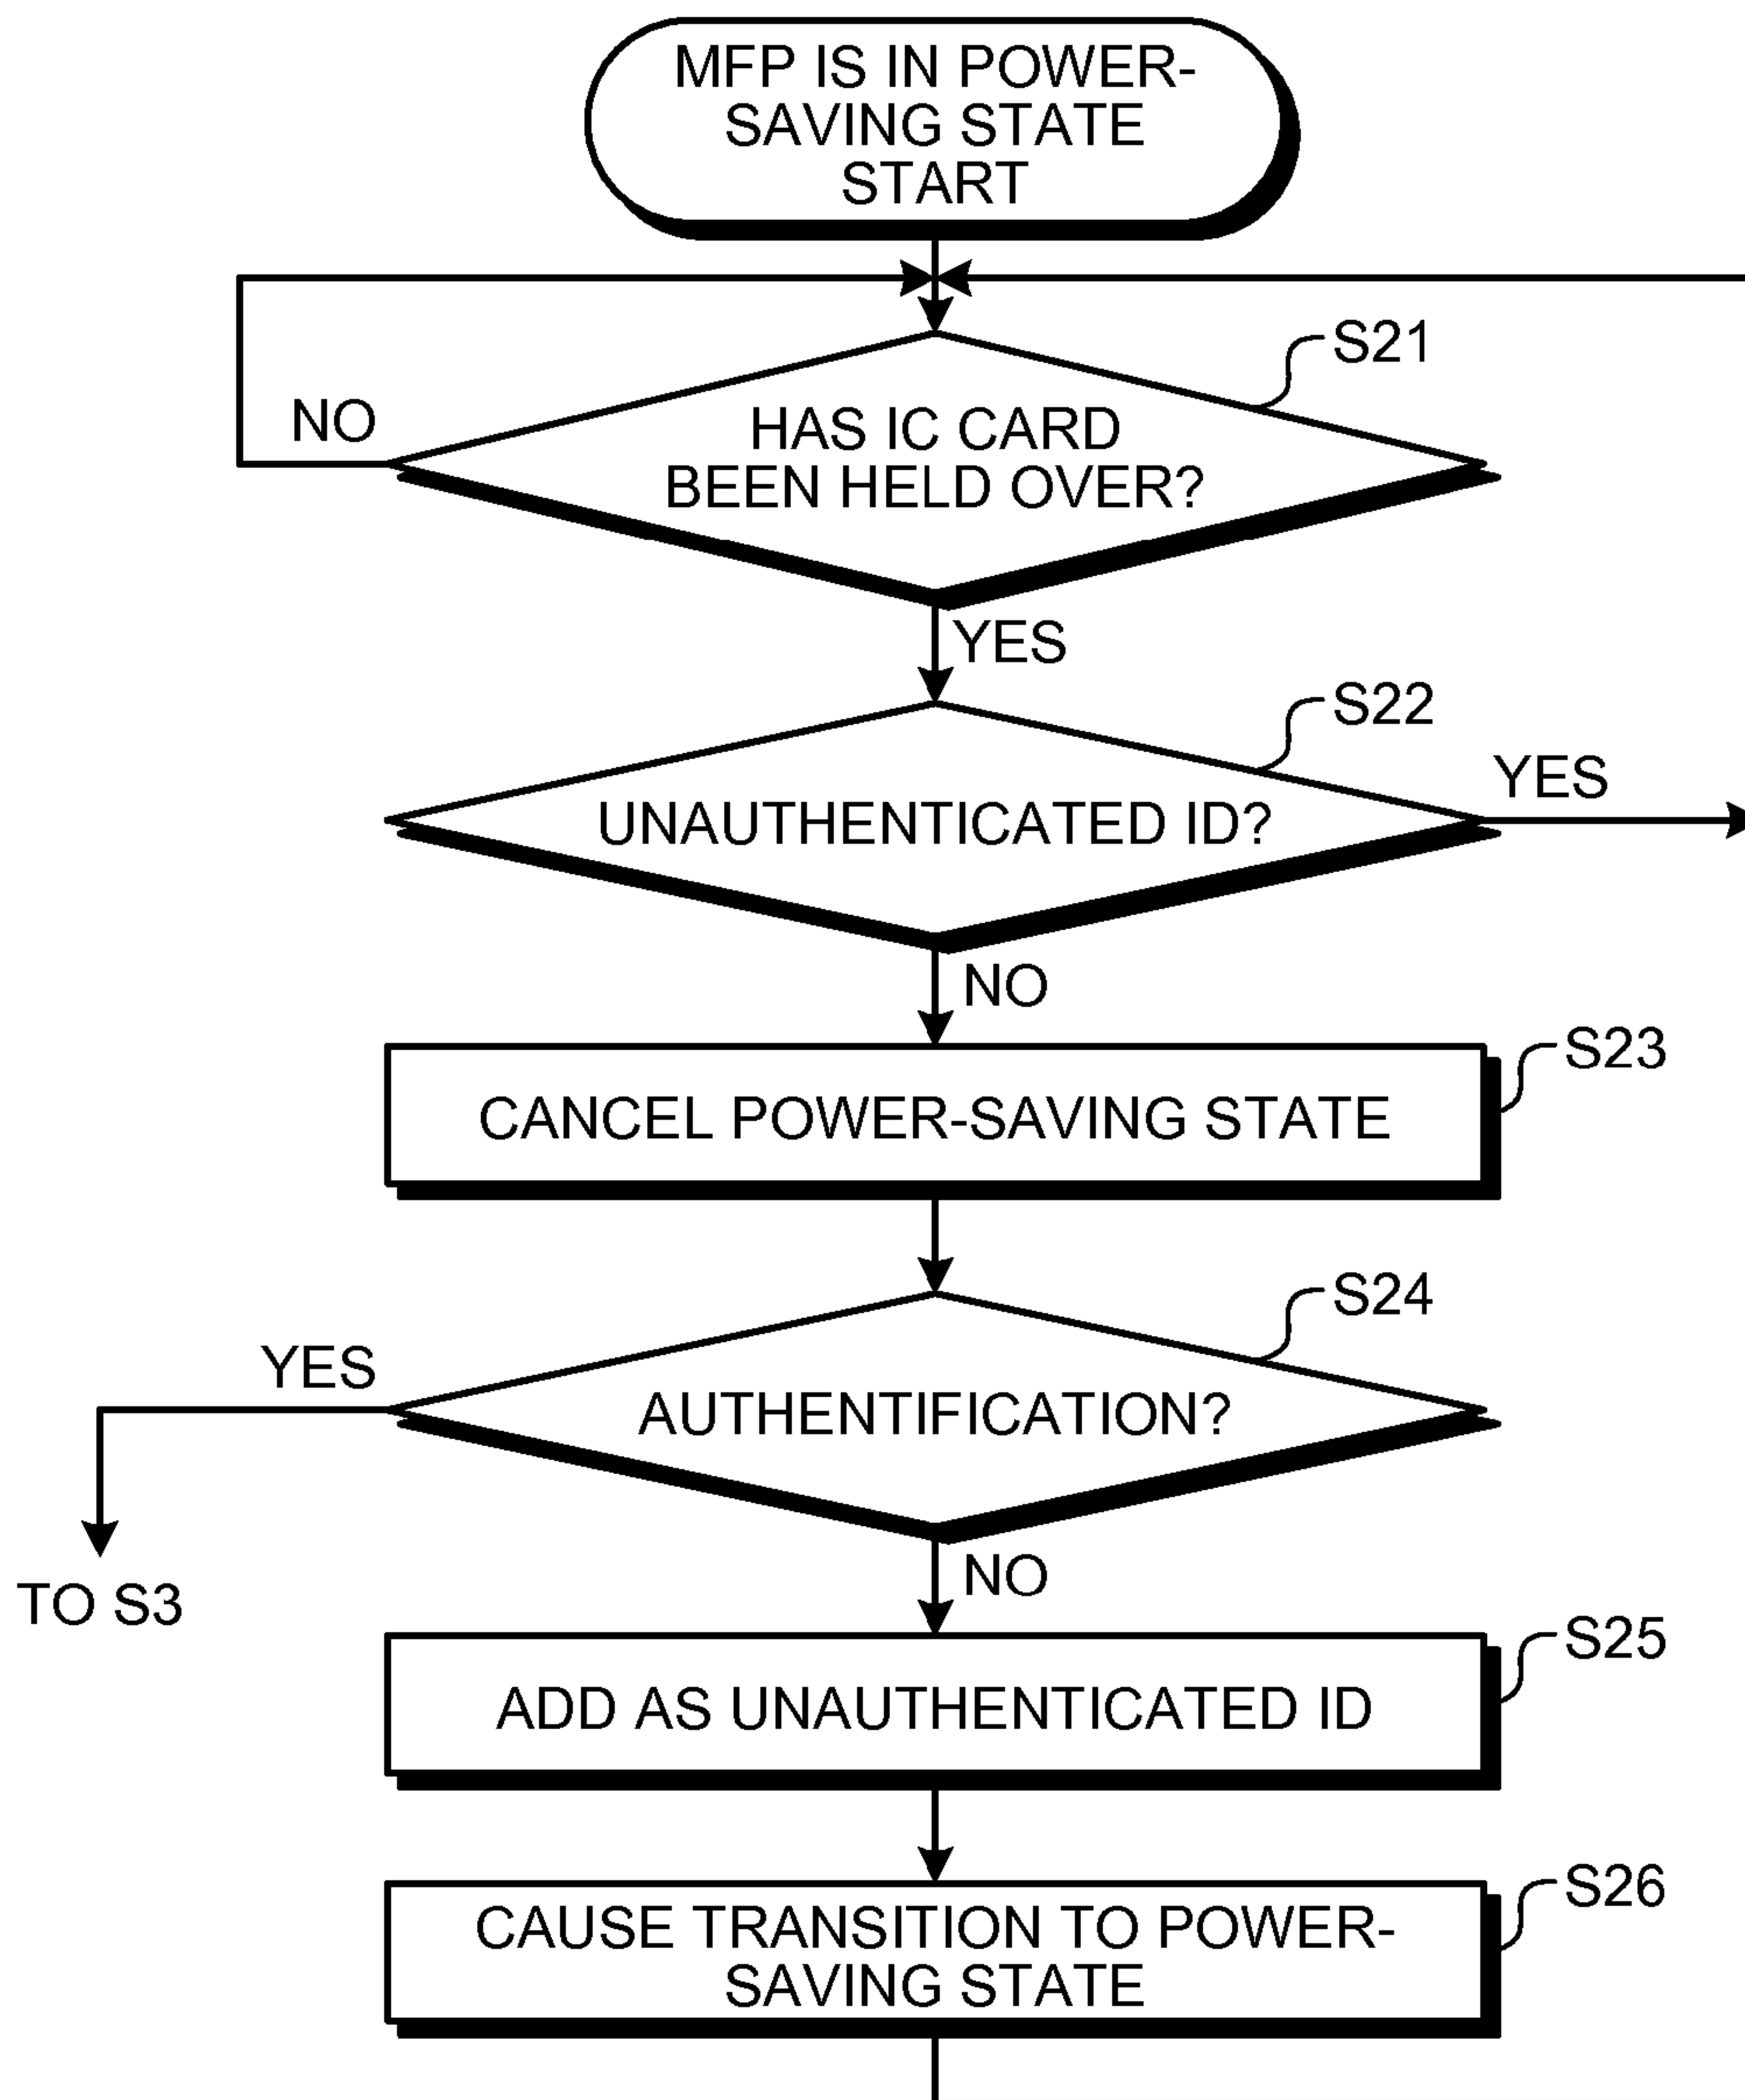 MFP IS IN POWER-
SAVING STATE
START
S21
NO
HAS IC CARD
BEEN HELD OVER?
YES
S22
YES
UNAUTHENTICATED ID?
NO
S23
CANCEL POWER-SAVING STATE
S24
YES
AUTHENTIFICATION?
NO
TO S3
S25
ADD AS UNAUTHENTICATED ID
S26
CAUSE TRANSITION TO POWER-
SAVING STATE